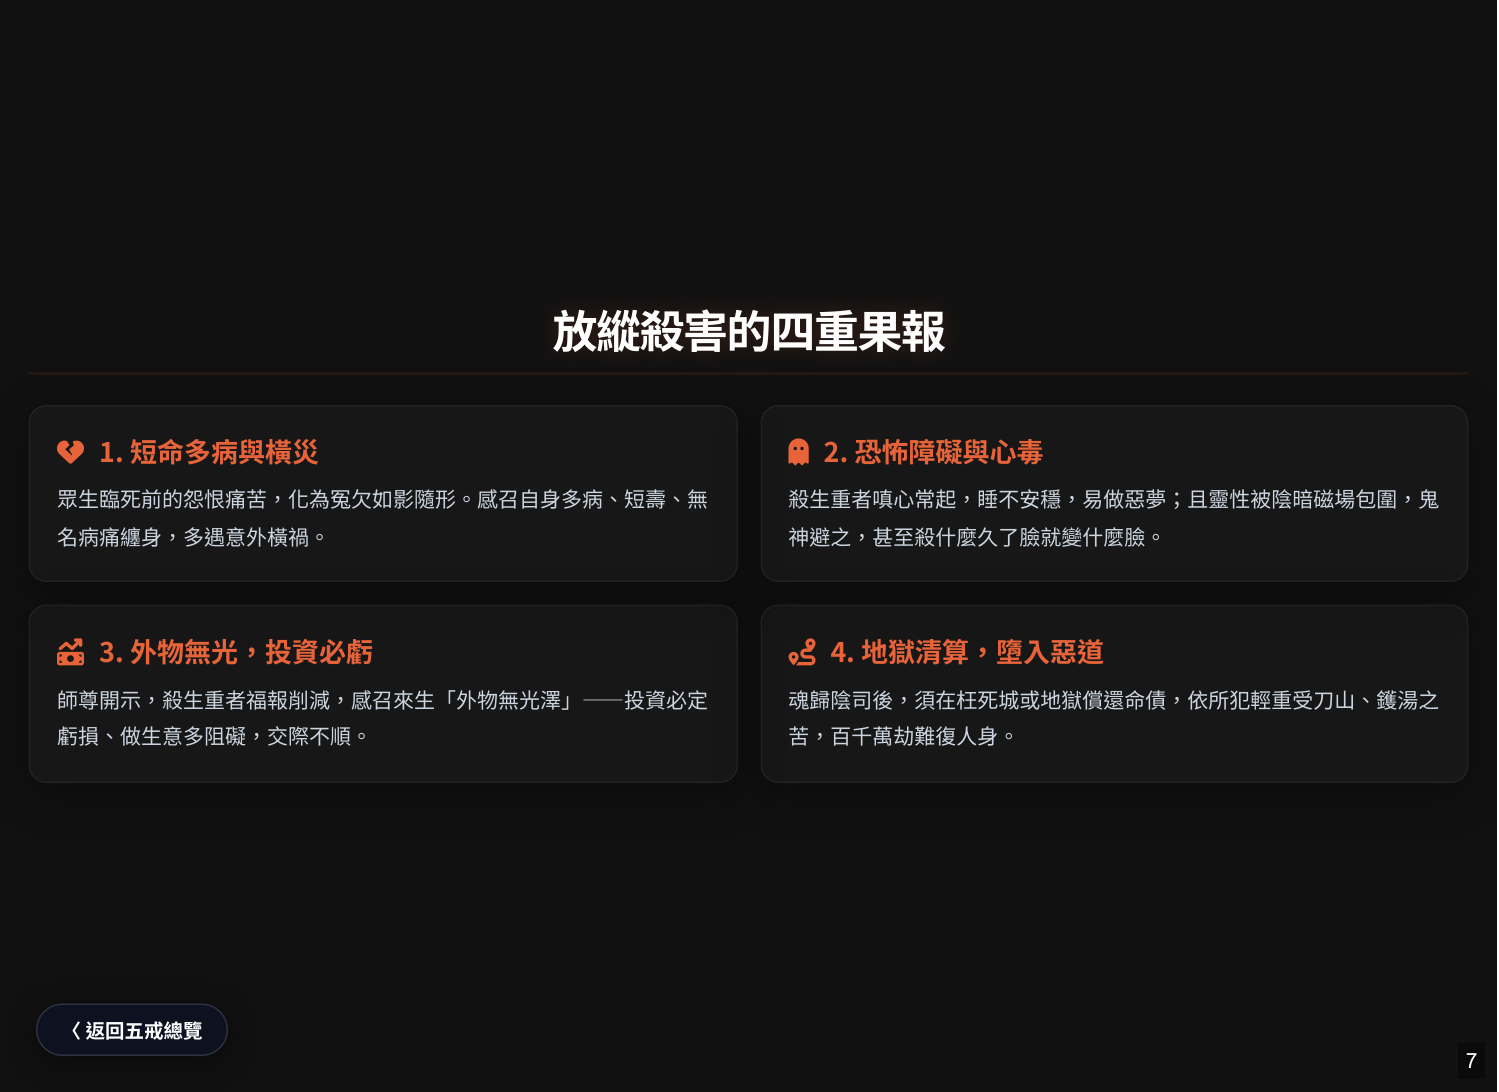 放縱殺害的四重果報
1. 短命多病與橫災
眾生臨死前的怨恨痛苦，化為冤欠如影隨形。感召自身多病、短壽、無
名病痛纏身，多遇意外橫禍。
2. 恐怖障礙與心毒
殺生重者嗔心常起，睡不安穩，易做惡夢；且靈性被陰暗磁場包圍，鬼
神避之，甚至殺什麼久了臉就變什麼臉。
3. 外物無光，投資必虧
師尊開示，殺生重者福報削減，感召來生「外物無光澤」——投資必定
虧損、做生意多阻礙，交際不順。
4. 地獄清算，墮入惡道
魂歸陰司後，須在枉死城或地獄償還命債，依所犯輕重受刀山、鑊湯之
苦，百千萬劫難復人身。
〈 返回五戒總覽
7